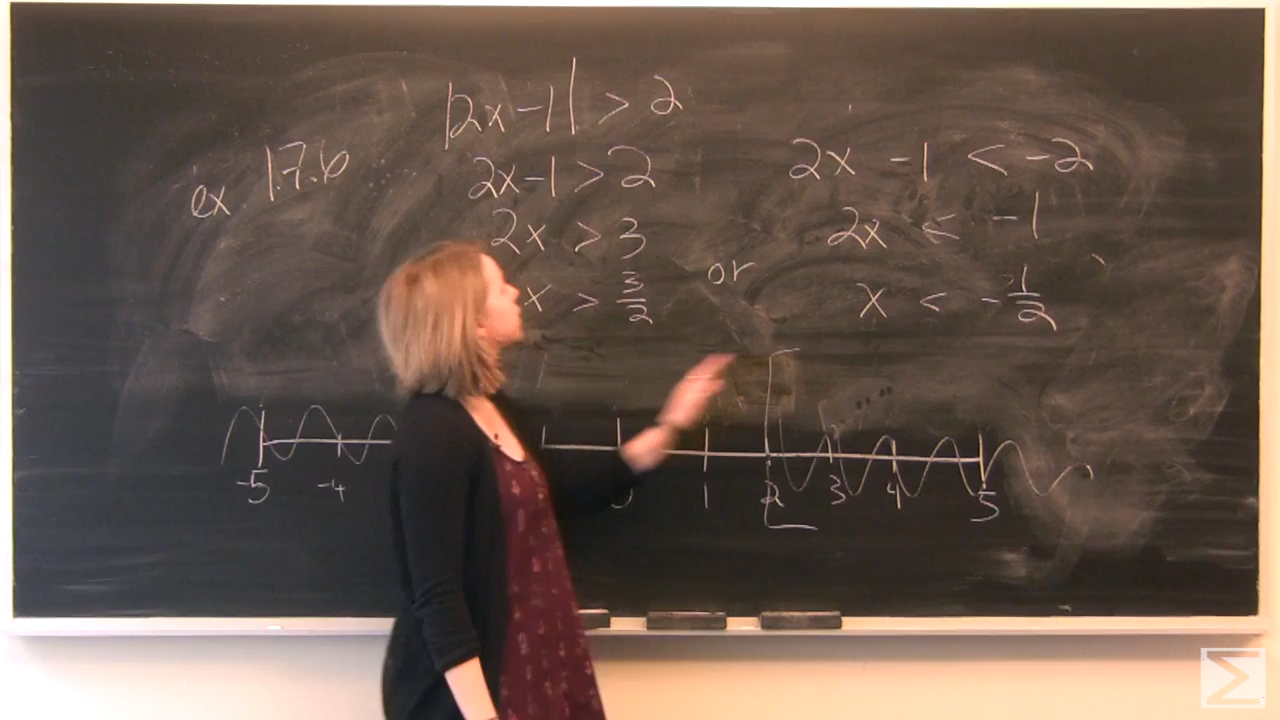 |2x-1| > 2
ex 1.7.6
2x-1 > 2
2x -1 < -2
2x > 3
2x < -1
or
x > 3/2
x < -1/2
-5 -4 1 2 3 4 5
Σ